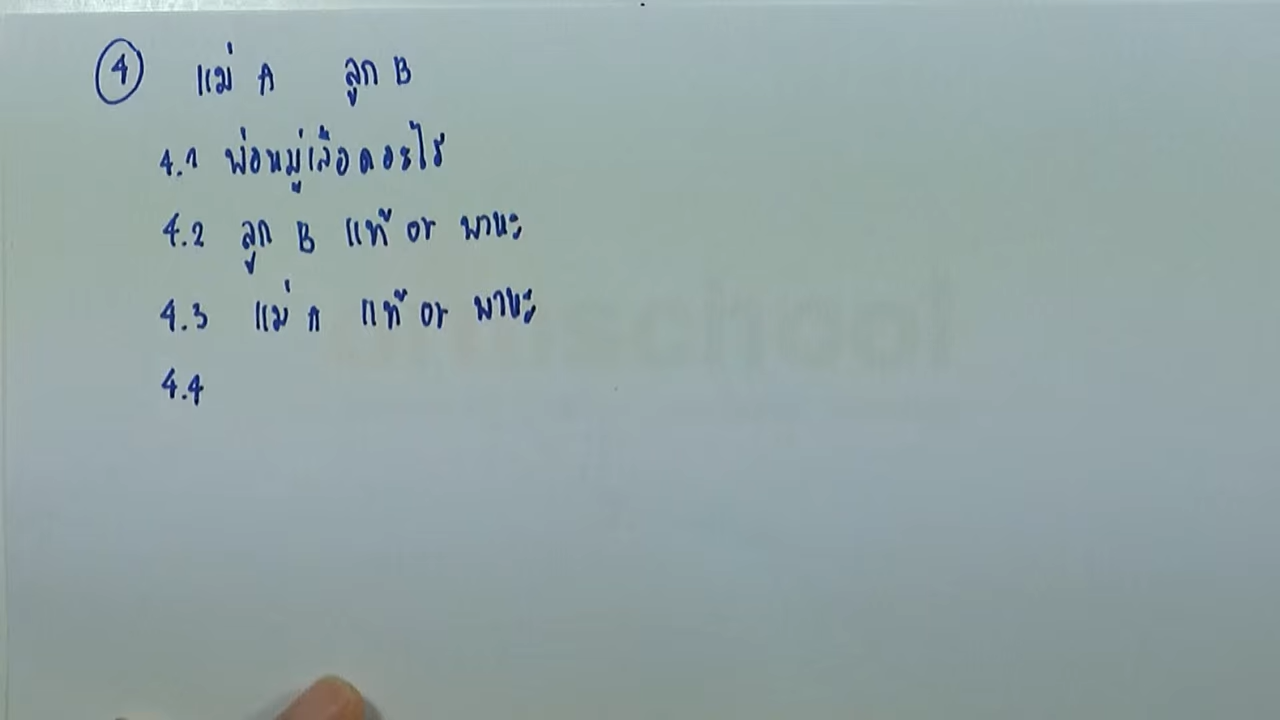 4 แม่ A ลูก B
4.1 พ่อหมู่เลือดอะไร
4.2 ลูก B แท้ or พาหะ
4.3 แม่ A แท้ or พาหะ
4.4